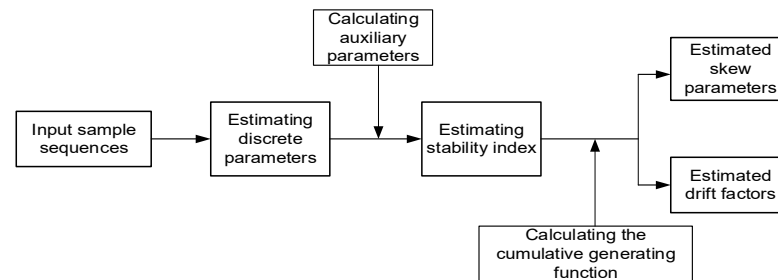 Calculating
auxiliary
parameters
Estimated
skew
parameters
Input sample
sequences
Estimating
discrete
parameters
Estimating
stability index
Estimated
drift factors
Calculating the
cumulative generating
function